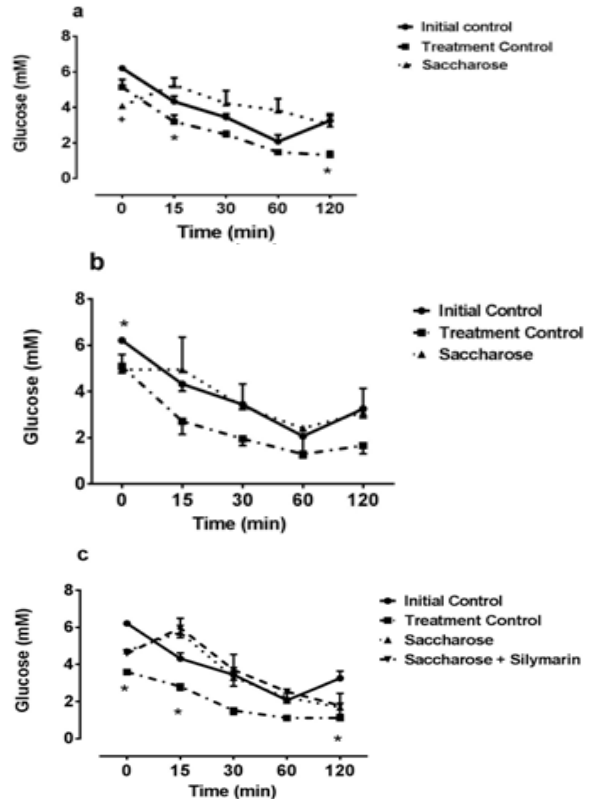 a
Initial control
Treatment Control
Saccharose
Glucose (mM)
8
6
4
2
0
0 15 30 60 120
Time (min)
b
Initial Control
Treatment Control
Saccharose
Glucose (mM)
8
6
4
2
0
0 15 30 60 120
Time (min)
c
Initial Control
Treatment Control
Saccharose
Saccharose + Silymarin
Glucose (mM)
8
6
4
2
0
0 15 30 60 120
Time (min)